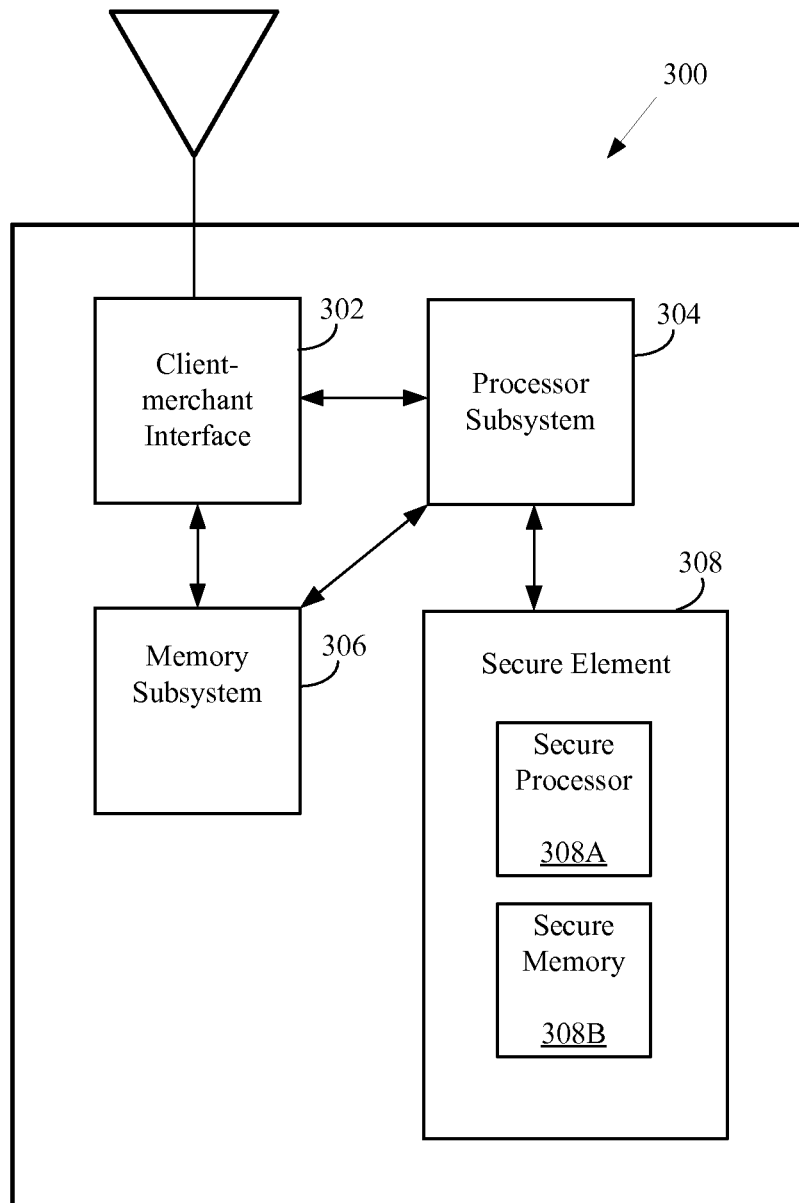 300
302
Client-
merchant
Interface
304
Processor
Subsystem
306
Memory
Subsystem
308
Secure Element
Secure
Processor
308A
Secure
Memory
308B